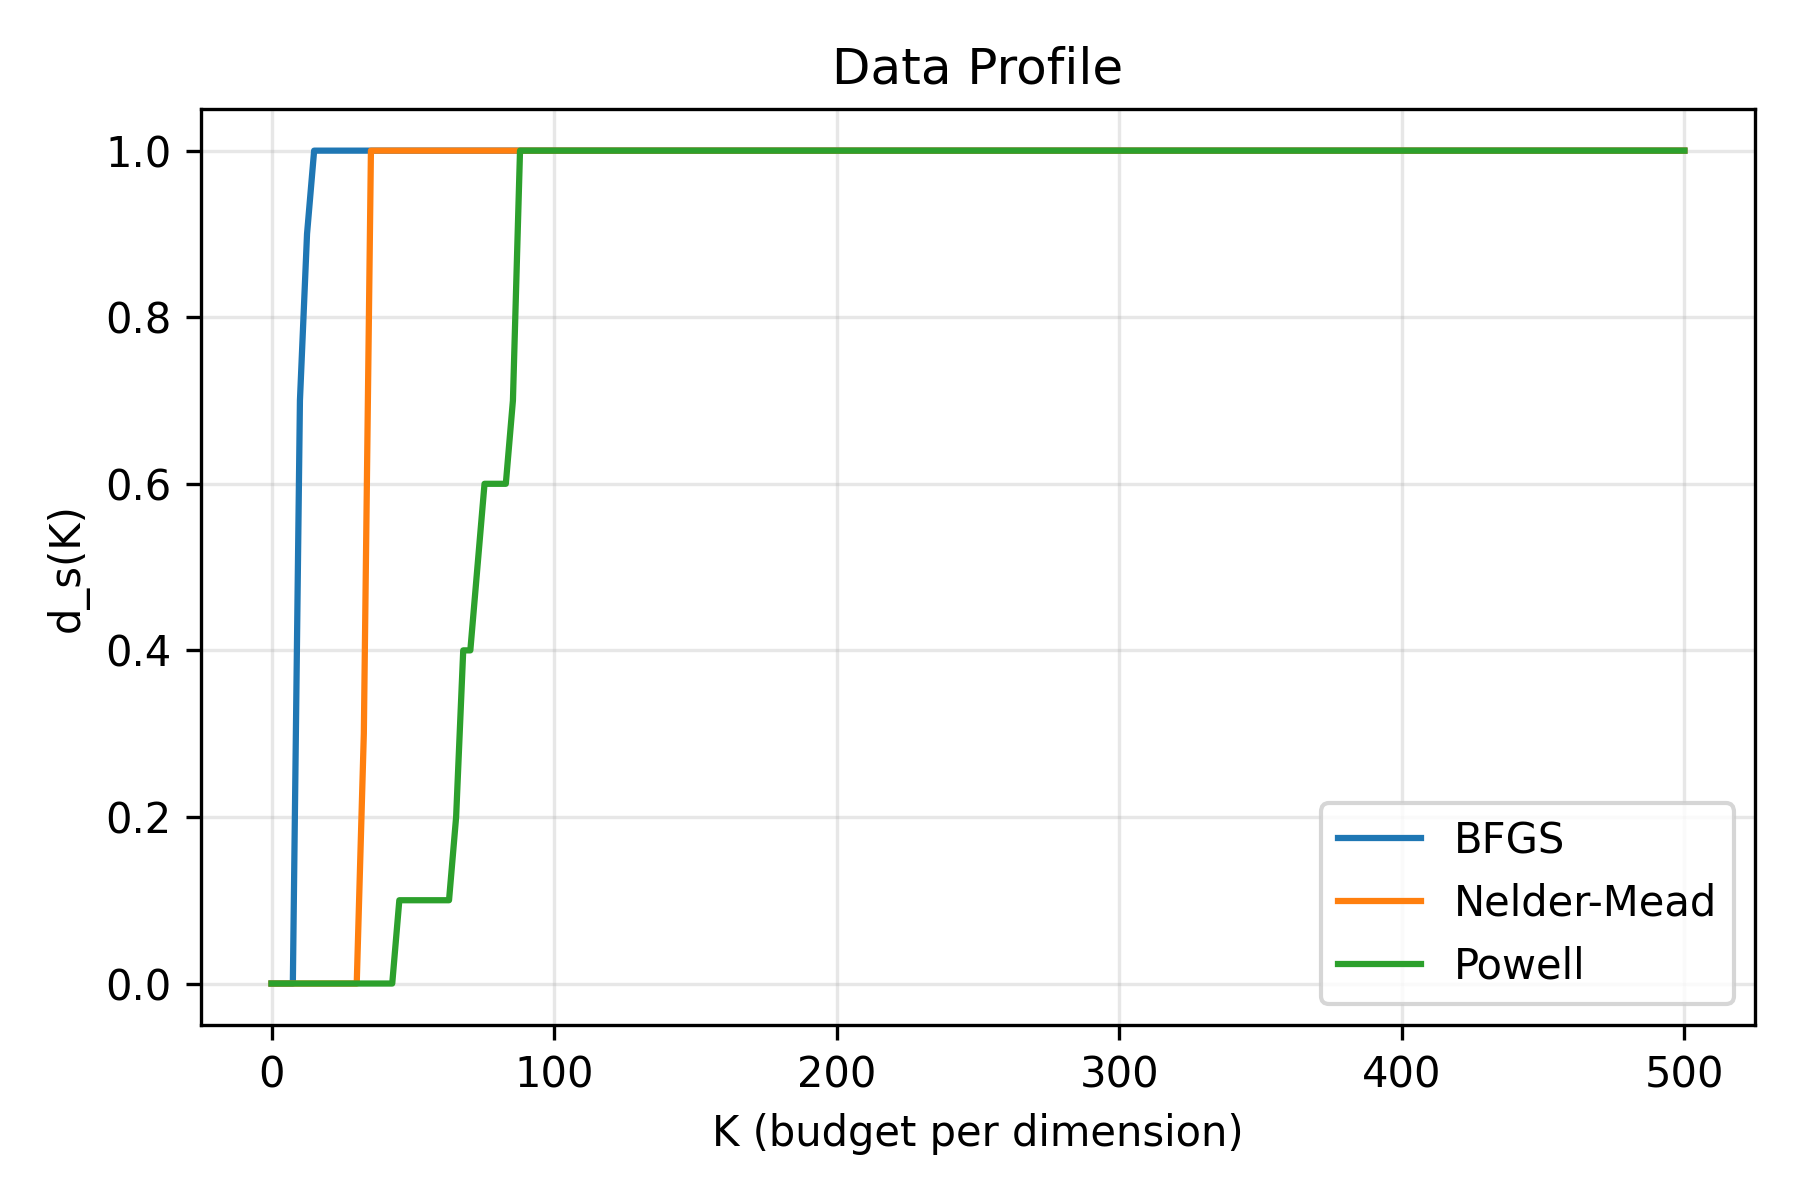 Data Profile
1.0
0.8
0.6
0.4
0.2
0.0
d_s(K)
0 100 200 300 400 500
K (budget per dimension)
BFGS
Nelder-Mead
Powell